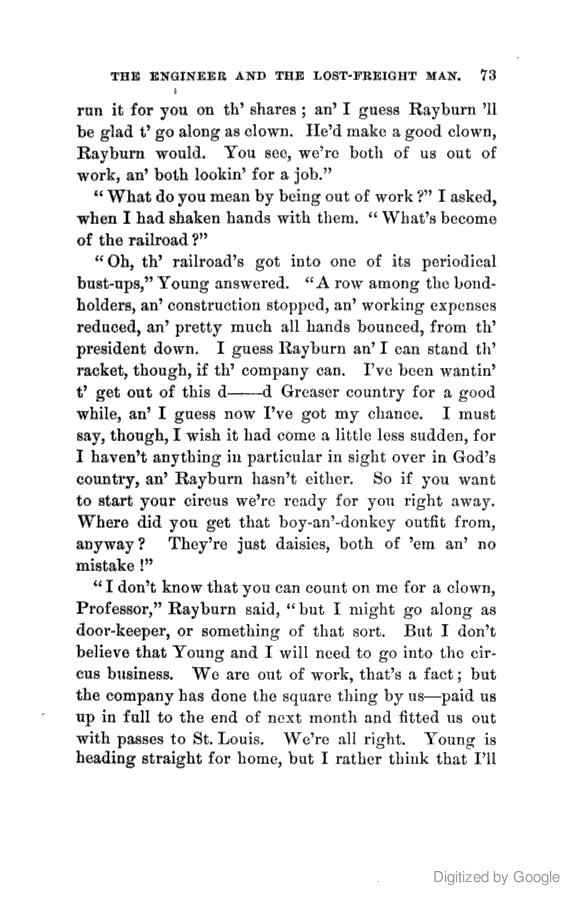 THE ENGINEER AND THE LOST-FREIGHT MAN. 73
run it for you on th' shares ; an' I guess Rayburn 'll
be glad t' go along as clown. He'd make a good clown,
Rayburn would. You see, we're both of us out of
work, an' both lookin' for a job."
"What do you mean by being out of work?" I asked,
when I had shaken hands with them. "What's become
of the railroad?"
"Oh, th' railroad's got into one of its periodical
bust-ups," Young answered. "A row among the bond-
holders, an' construction stopped, an' working expenses
reduced, an' pretty much all hands bounced, from th'
president down. I guess Rayburn an' I can stand th'
racket, though, if th' company can. I've been wantin'
t' get out of this d——d Greaser country for a good
while, an' I guess now I've got my chance. I must
say, though, I wish it had come a little less sudden, for
I haven't anything in particular in sight over in God's
country, an' Rayburn hasn't either. So if you want
to start your circus we're ready for you right away.
Where did you get that boy-an'-donkey outfit from,
anyway? They're just daisies, both of 'em an' no
mistake!"
"I don't know that you can count on me for a clown,
Professor," Rayburn said, "but I might go along as
door-keeper, or something of that sort. But I don't
believe that Young and I will need to go into the cir-
cus business. We are out of work, that's a fact; but
the company has done the square thing by us—paid us
up in full to the end of next month and fitted us out
with passes to St. Louis. We're all right. Young is
heading straight for home, but I rather think that I'll
Digitized by Google